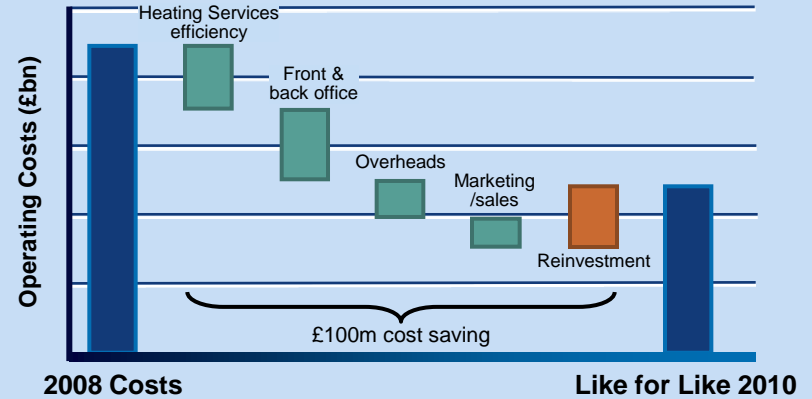 Heating Services
efficiency
Front &
back office
Overheads
Marketing
/sales
Reinvestment
£100m cost saving
Operating Costs (£bn)
2008 Costs
Like for Like 2010